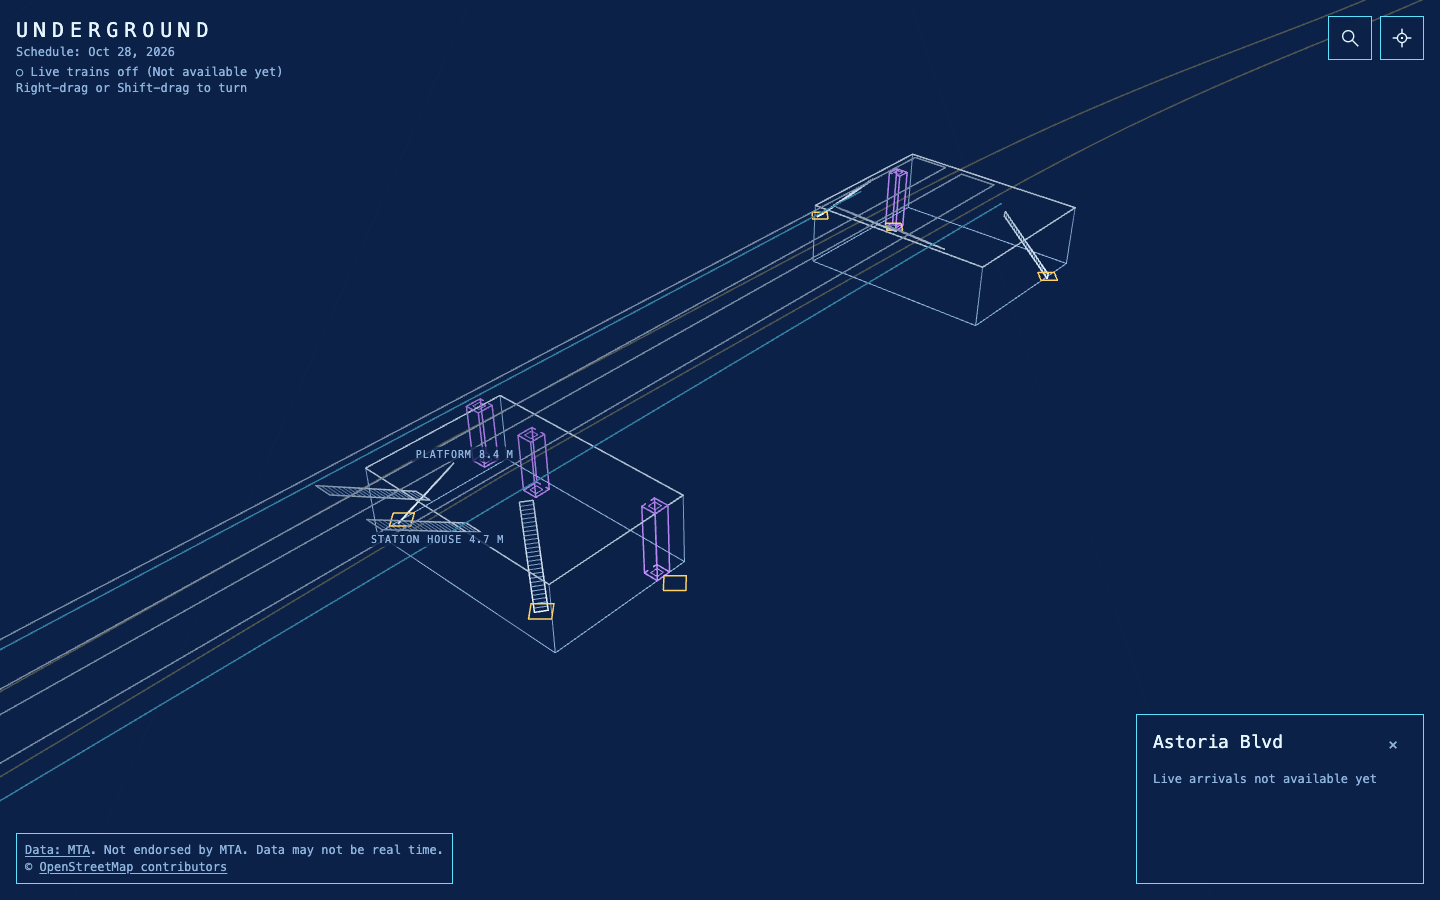 UNDERGROUND
Schedule: Oct 28, 2026
○ Live trains off (Not available yet)
Right-drag or Shift-drag to turn
PLATFORM 8.4 M
STATION HOUSE 4.7 M
Astoria Blvd
×
Live arrivals not available yet
Data: MTA. Not endorsed by MTA. Data may not be real time.
© OpenStreetMap contributors